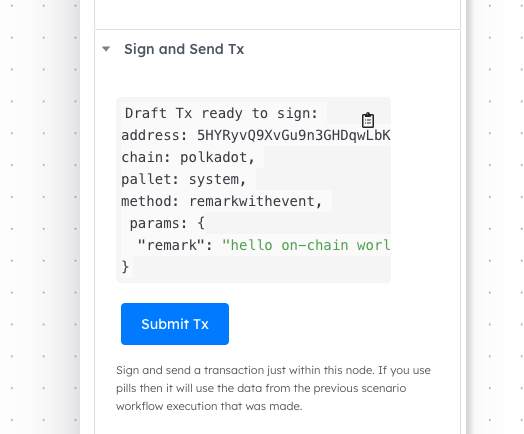 Sign and Send Tx
Draft Tx ready to sign:
address: 5HYRyvQ9XvGu9n3GHDqwLbK
chain: polkadot,
pallet: system,
method: remarkwithevent,
params: {
"remark": "hello on-chain worl
}
Submit Tx
Sign and send a transaction just within this node. If you use
pills then it will use the data from the previous scenario
workflow execution that was made.